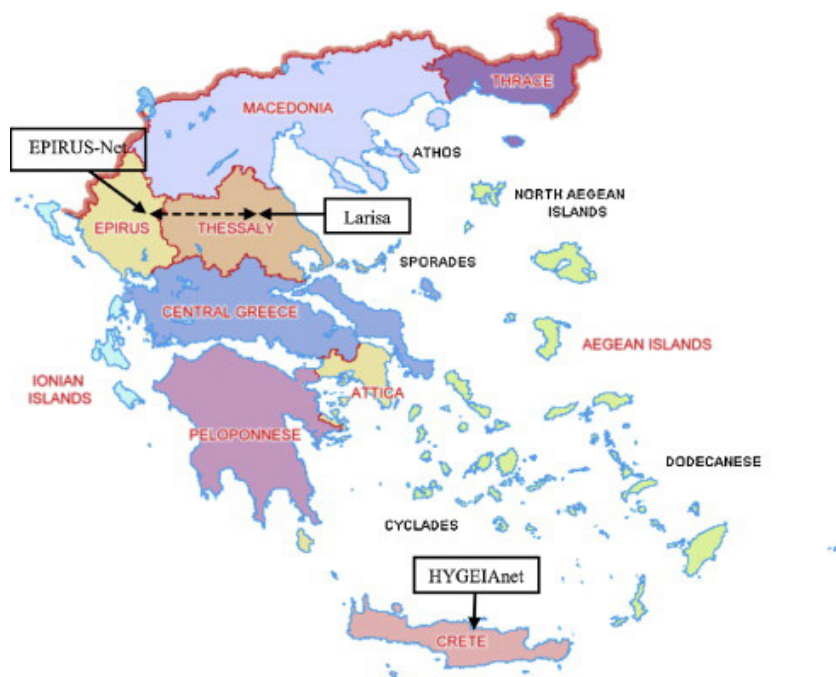 THRACE
MACEDONIA
EPIRUS-Net
ATHOS
NORTH AEGEAN
ISLANDS
Larisa
EPIRUS
THESSALY
SPORADES
CENTRAL GREECE
AEGEAN ISLANDS
IONIAN
ISLANDS
ATTICA
PELOPONNESE
DODECANESE
CYCLADES
HYGEIAnet
CRETE